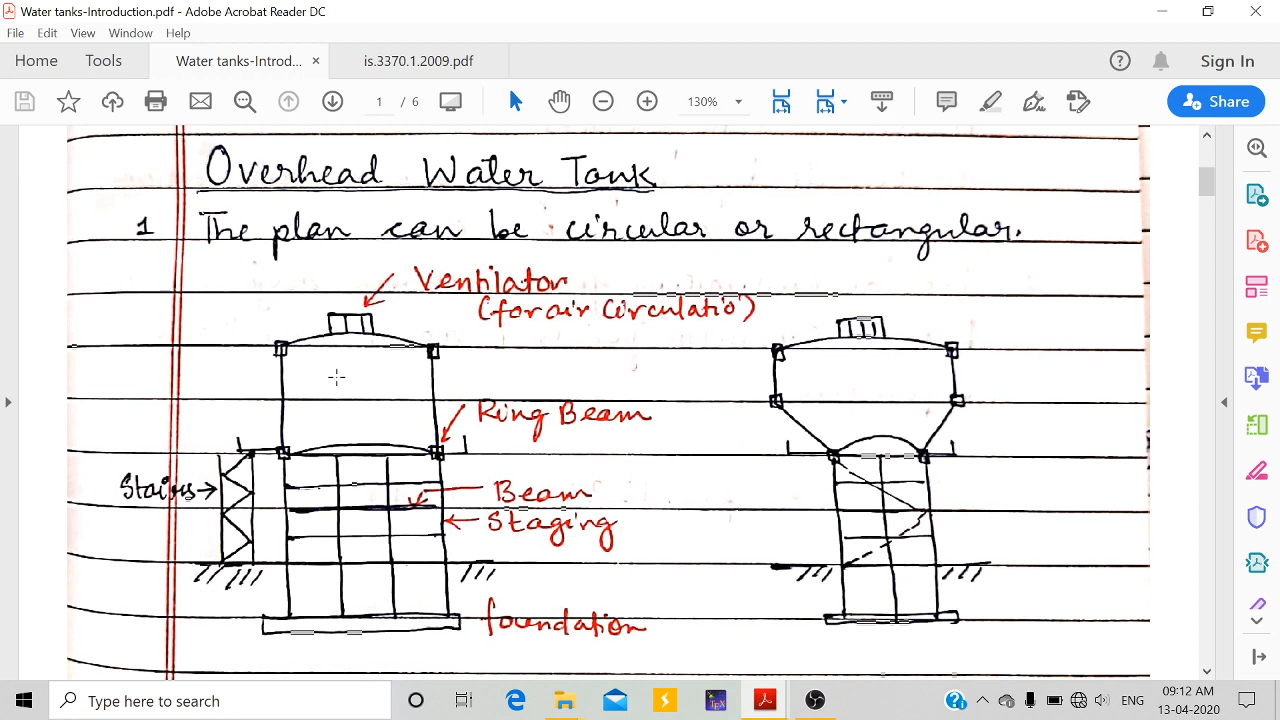 Water tanks-Introduction.pdf - Adobe Acrobat Reader DC
File Edit View Window Help
Home Tools Water tanks-Introd... × is.3370.1.2009.pdf Sign In
1 / 6 130% Share
Overhead Water Tank
1 The plan can be circular or rectangular.
Ventilator
(for air Circulatio)
Ring Beam
Stairs
Beam
Staging
foundation
Type here to search
ENG
09:12 AM
13-04-2020